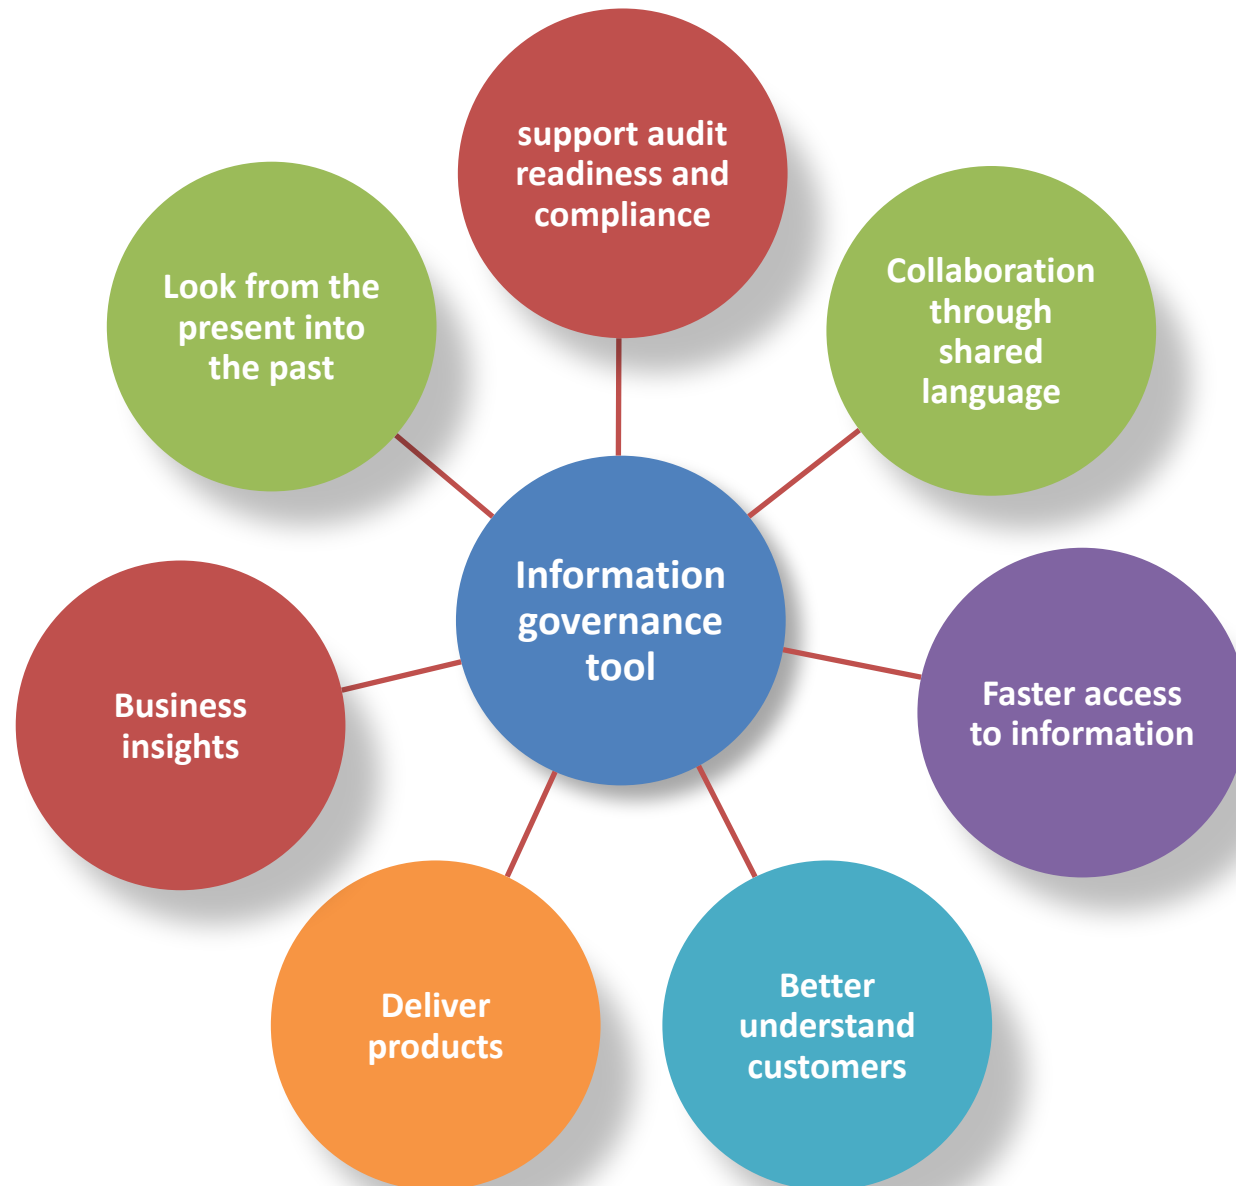 support audit
readiness and
compliance
Collaboration
through
shared
language
Faster access
to information
Better
understand
customers
Deliver
products
Business
insights
Look from the
present into
the past
Information
governance
tool